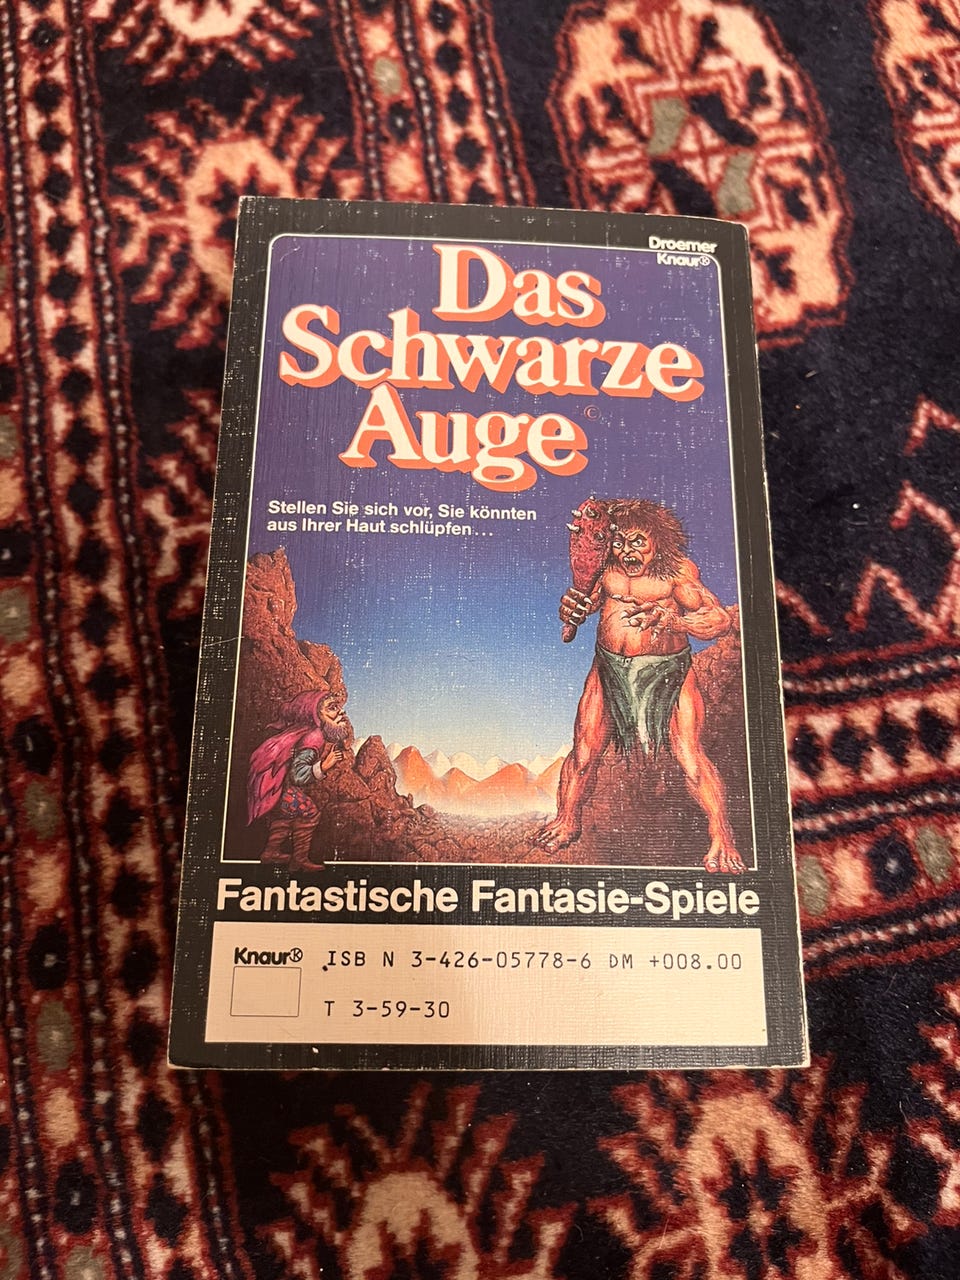 Droemer
Knaur®
Das
Schwarze
Auge ©
Stellen Sie sich vor, Sie könnten
aus Ihrer Haut schlüpfen...
Fantastische Fantasie-Spiele
Knaur®
ISB N 3-426-05778-6 DM +008.00
T 3-59-30